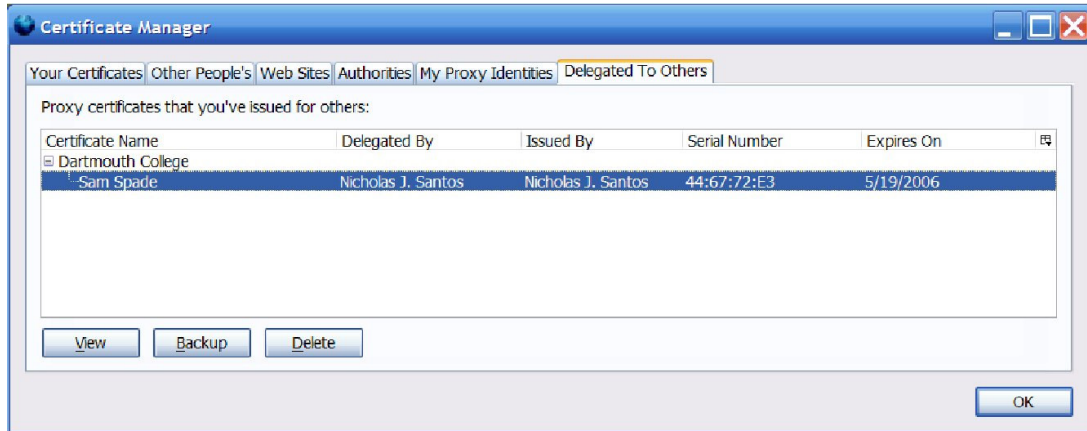 Certificate Manager
Your Certificates Other People's Web Sites Authorities My Proxy Identities Delegated To Others
Proxy certificates that you've issued for others:
Certificate Name Delegated By Issued By Serial Number Expires On
Dartmouth College
Sam Spade Nicholas J. Santos Nicholas J. Santos 44:67:72:E3 5/19/2006
View Backup Delete
OK